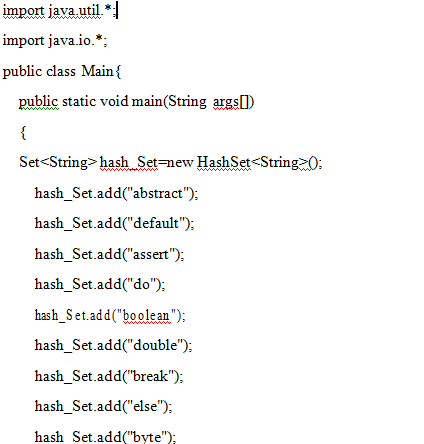 import java.util.*;
import java.io.*;
public class Main{
public static void main(String args[])
{
Set<String> hash_Set=new HashSet<String>();
hash_Set.add("abstract");
hash_Set.add("default");
hash_Set.add("assert");
hash_Set.add("do");
hash_Set.add("boolean");
hash_Set.add("double");
hash_Set.add("break");
hash_Set.add("else");
hash_Set.add("byte");